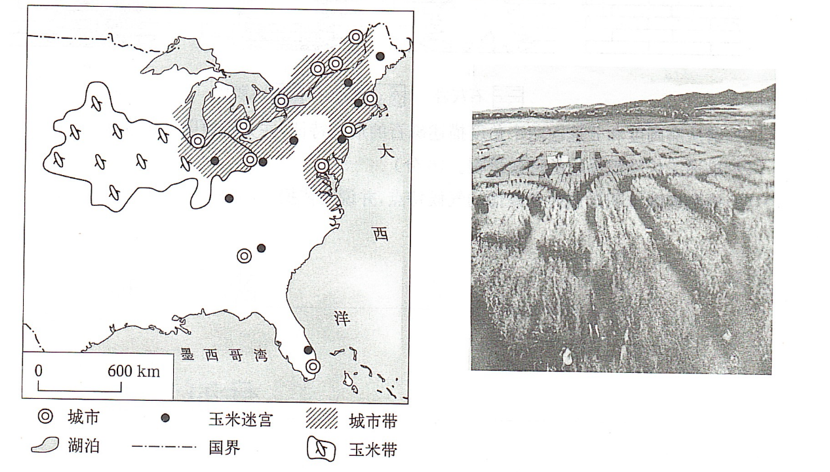 大
西
洋
墨西哥湾
0 600 km
城市 玉米迷宫 城市带
湖泊 国界 玉米带